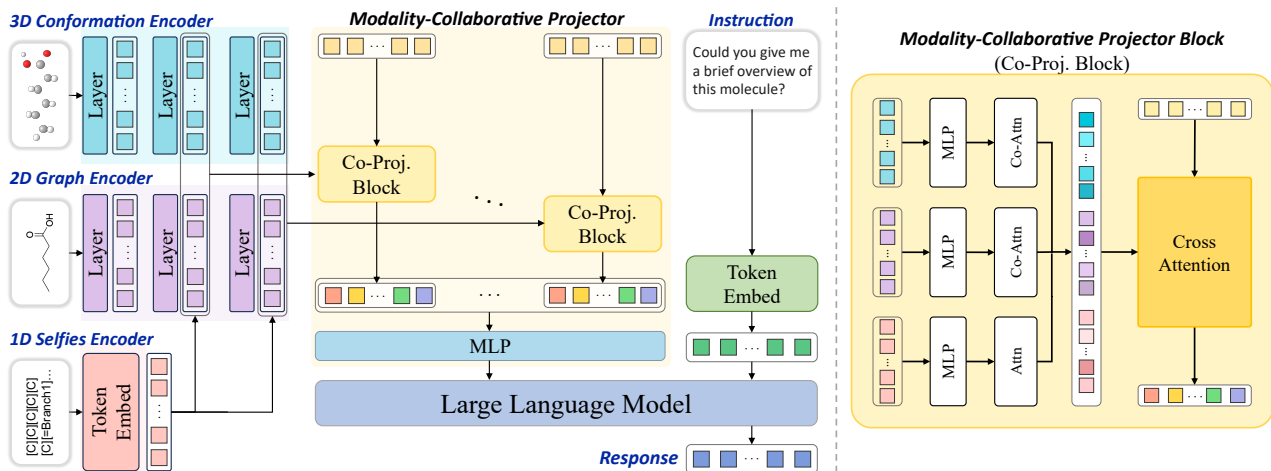 3D Conformation Encoder
Layer
Layer
Layer
2D Graph Encoder
O
OH
Layer
Layer
Layer
1D Selfies Encoder
[C][C][C][C][C][C]
[C][=Branch1]...
Token
Embed
Modality-Collaborative Projector
Co-Proj.
Block
...
Co-Proj.
Block
...
MLP
Large Language Model
Response
Instruction
Could you give me
a brief overview of
this molecule?
Token
Embed
Modality-Collaborative Projector Block
(Co-Proj. Block)
MLP
Co-Attn
MLP
Co-Attn
MLP
Attn
Cross
Attention